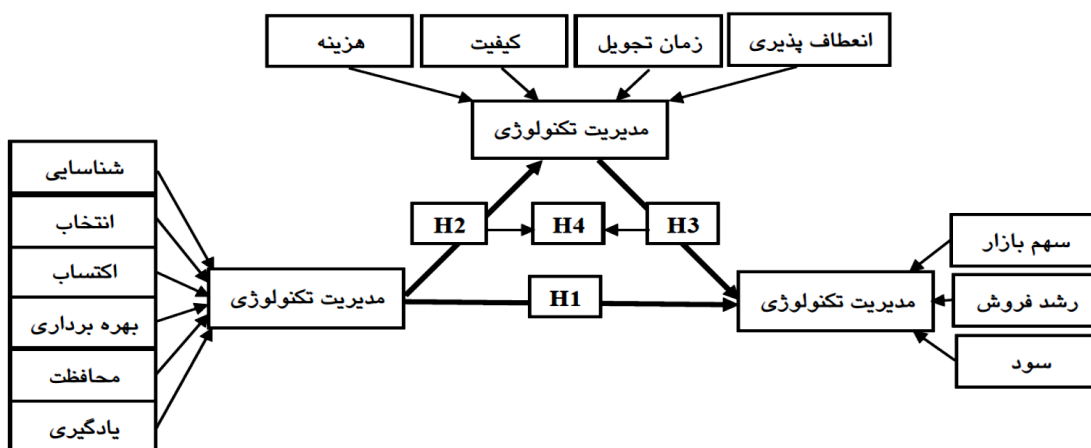 هزینه
کیفیت
زمان تجویل
انعطاف پذیری
مدیریت تکنولوژی
شناسایی
انتخاب
اکتساب
بهره برداری
محافظت
یادگیری
مدیریت تکنولوژی
H2
H4
H3
H1
مدیریت تکنولوژی
سهم بازار
رشد فروش
سود